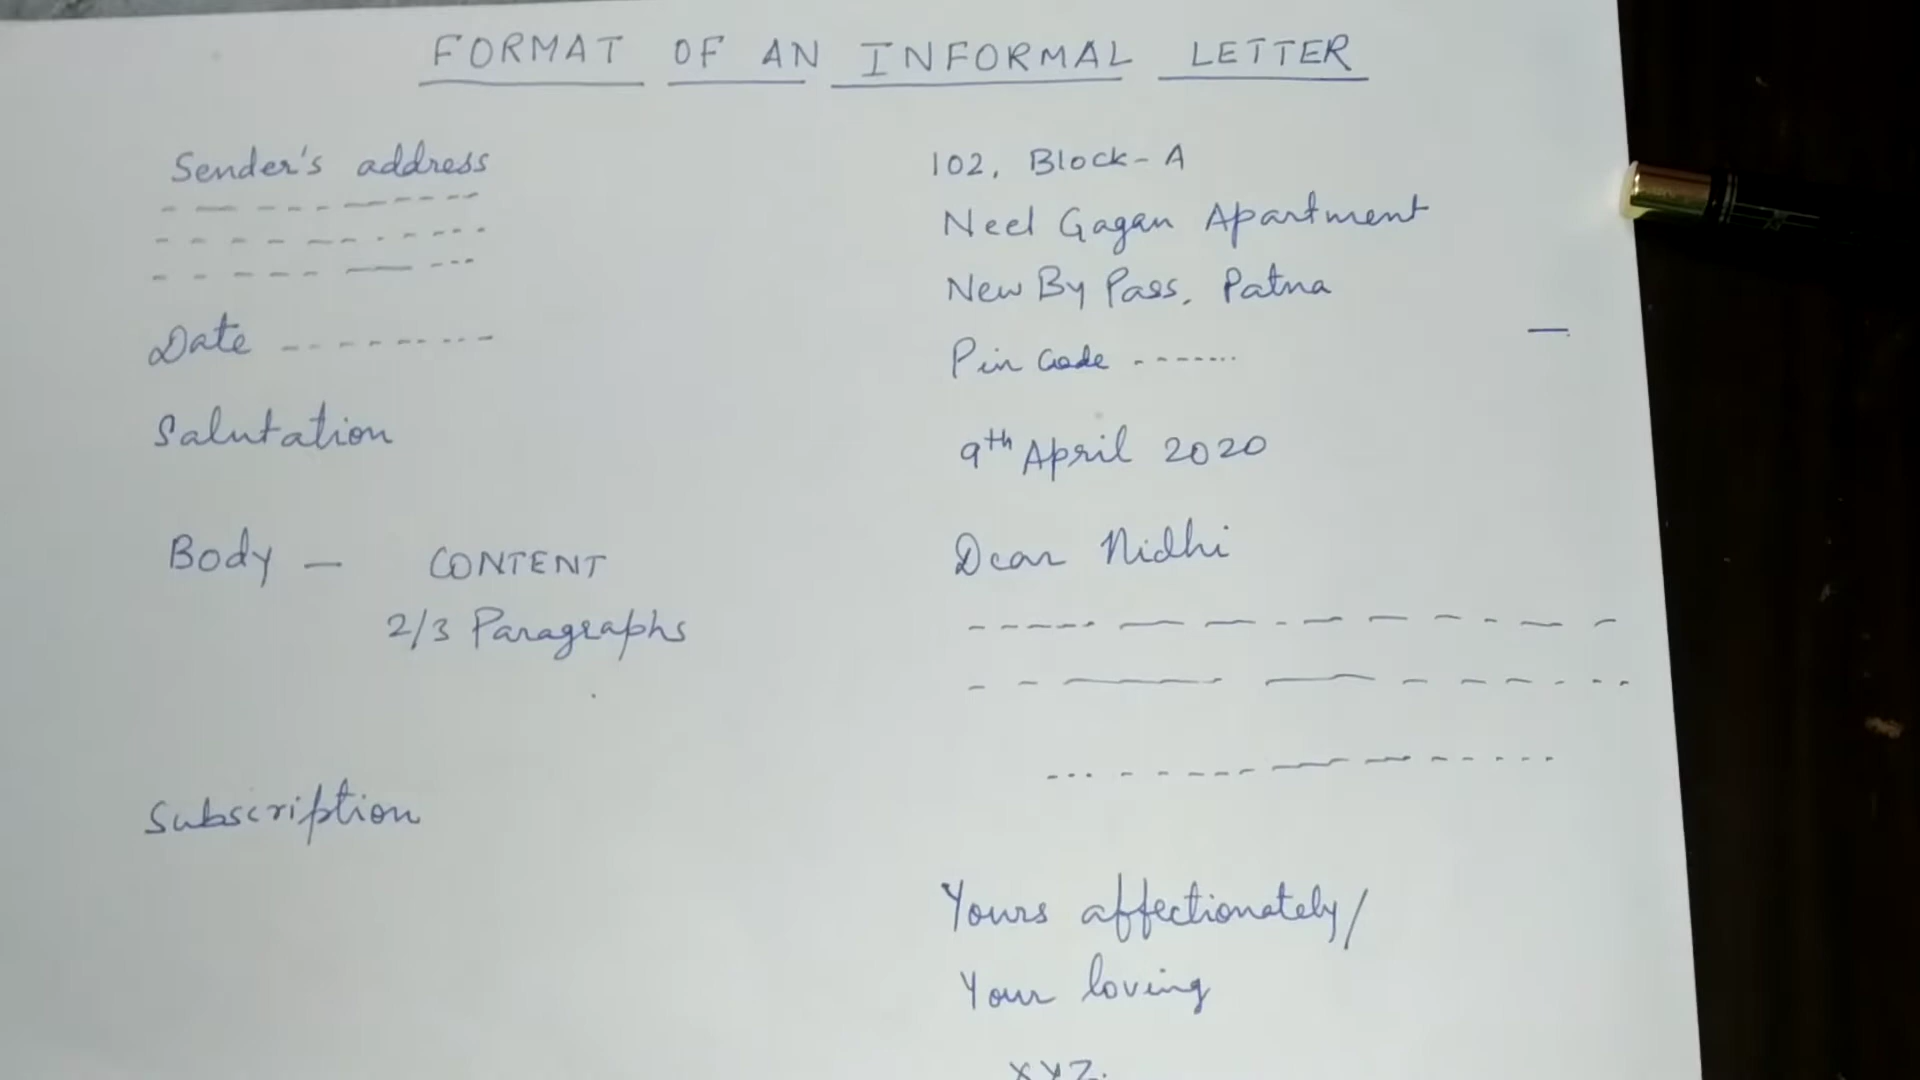 FORMAT OF AN INFORMAL LETTER
Sender's address
Date ----------
Salutation
Body — CONTENT
2/3 Paragraphs
Subscription
102, Block-A
Neel Gagan Apartment
New By Pass, Patna
Pin Code -------
9th April 2020
Dear Nidhi
Yours affectionately/
Your loving
XYZ.